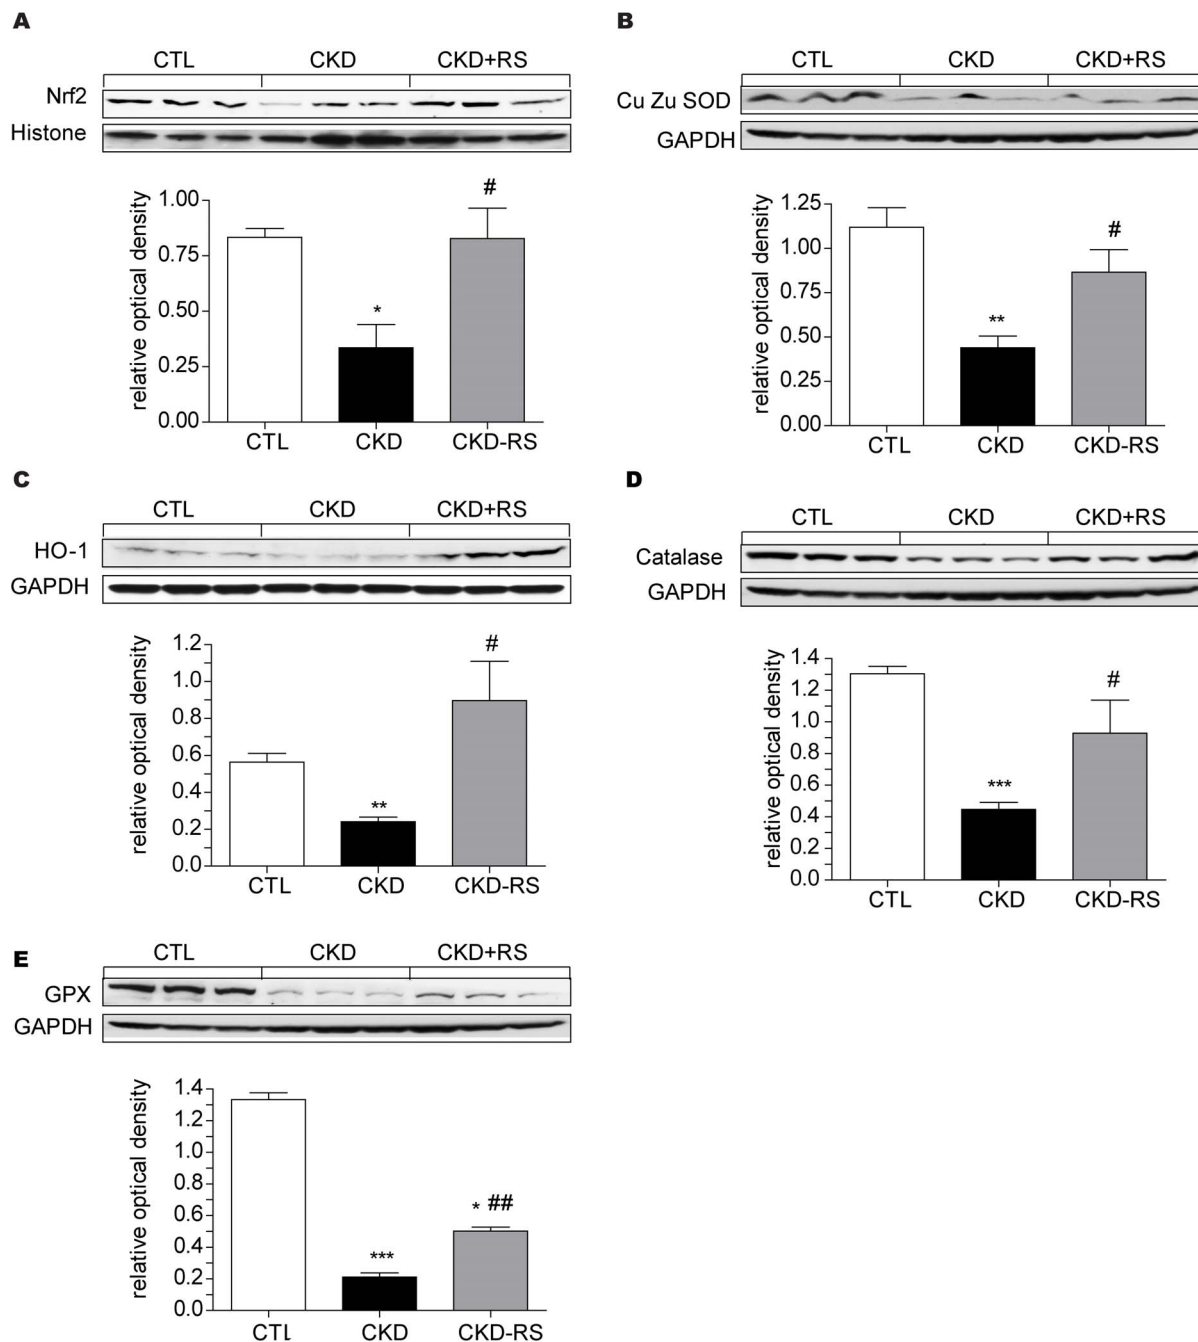 A
CTL CKD CKD+RS
Nrf2
Histone
relative optical density
1.00
0.75
0.50
0.25
0.00
*
#
CTL CKD CKD-RS
B
CTL CKD CKD+RS
Cu Zu SOD
GAPDH
relative optical density
1.25
1.00
0.75
0.50
0.25
0.00
**
#
CTL CKD CKD-RS
C
CTL CKD CKD+RS
HO-1
GAPDH
relative optical density
1.2
1.0
0.8
0.6
0.4
0.2
0.0
**
#
CTL CKD CKD-RS
D
CTL CKD CKD+RS
Catalase
GAPDH
relative optical density
1.4
1.2
1.0
0.8
0.6
0.4
0.2
0.0
***
#
CTL CKD CKD-RS
E
CTL CKD CKD+RS
GPX
GAPDH
relative optical density
1.4
1.2
1.0
0.8
0.6
0.4
0.2
0.0
***
* ##
CTL CKD CKD-RS